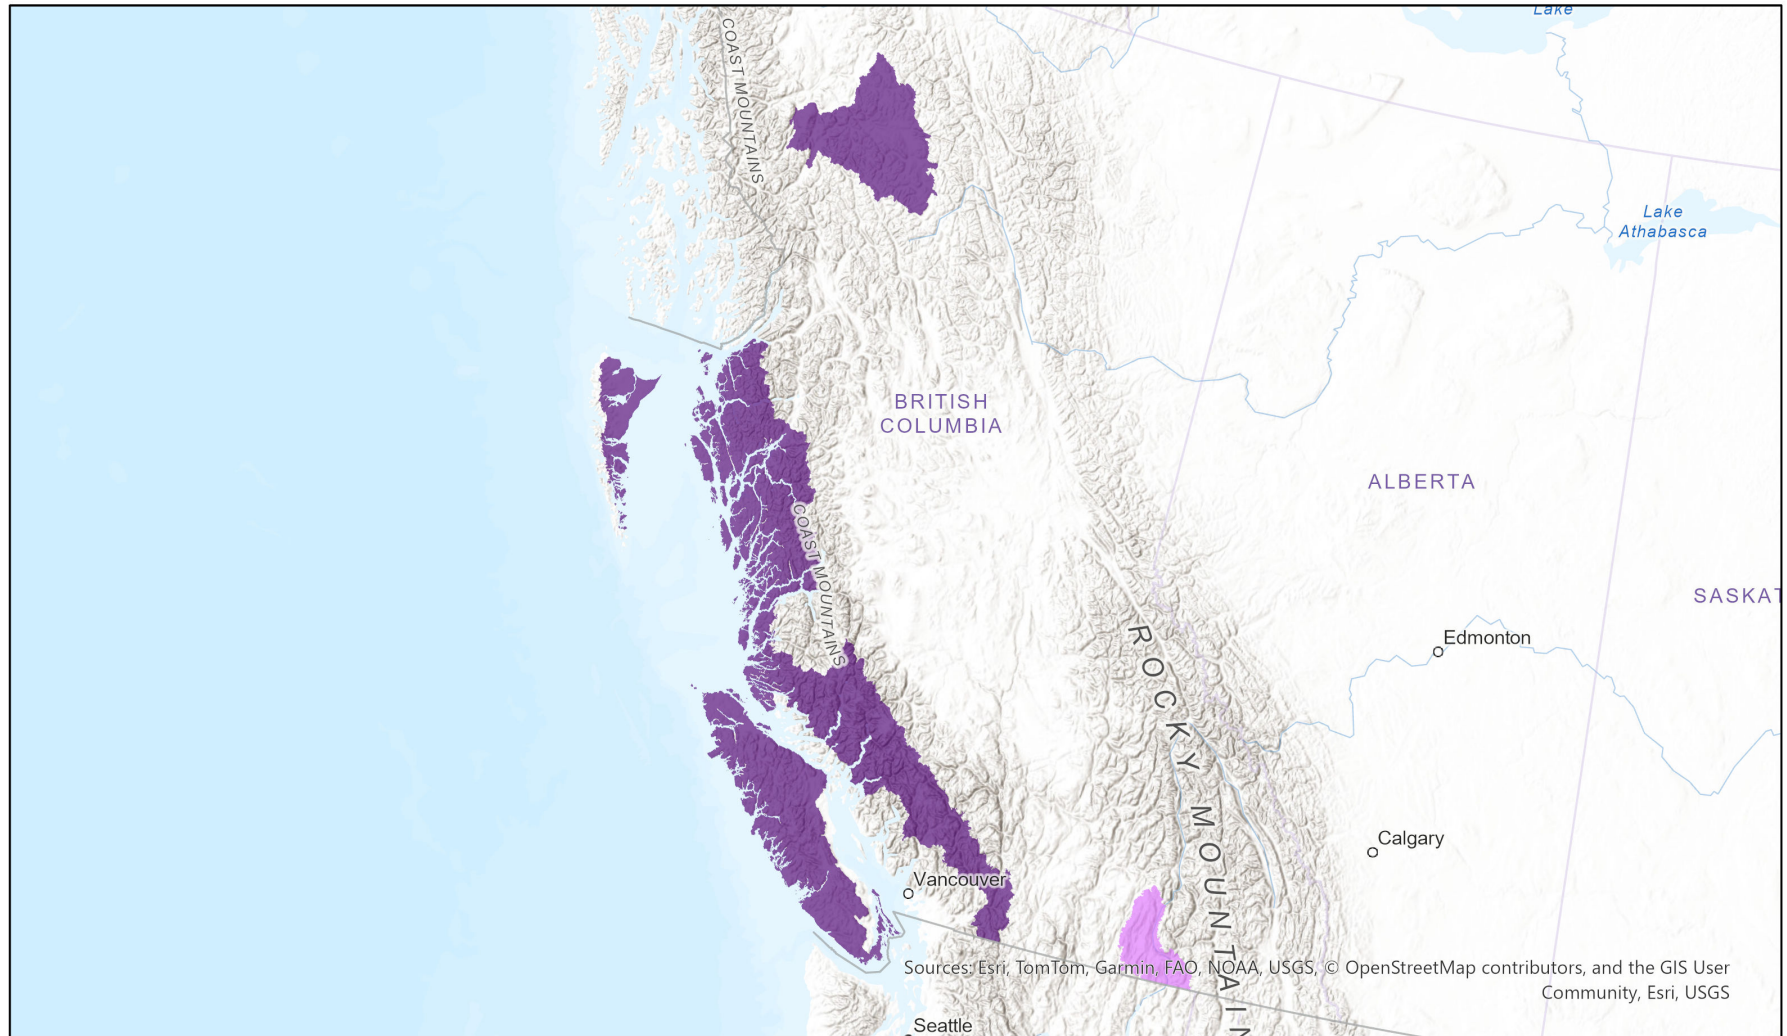 Lake
COAST MOUNTAINS
Lake
Athabasca
BRITISH
COLUMBIA
ALBERTA
COAST MOUNTAINS
SASKAT
Edmonton
ROCKY MOUNTAIN
Calgary
Vancouver
Sources: Esri, TomTom, Garmin, FAO, NOAA, USGS, © OpenStreetMap contributors, and the GIS User
Community, Esri, USGS
Seattle